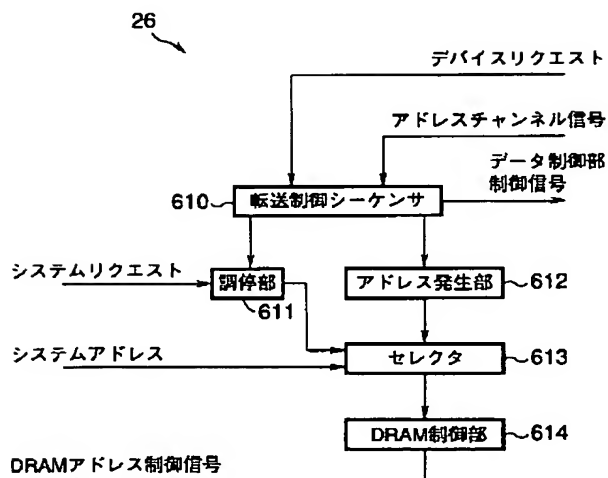 26
デバイスリクエスト
アドレスチャンネル信号
データ制御部
制御信号
610
転送制御シーケンサ
システムリクエスト
調停部
611
アドレス発生部
612
システムアドレス
セレクタ
613
DRAM制御部
614
DRAMアドレス制御信号